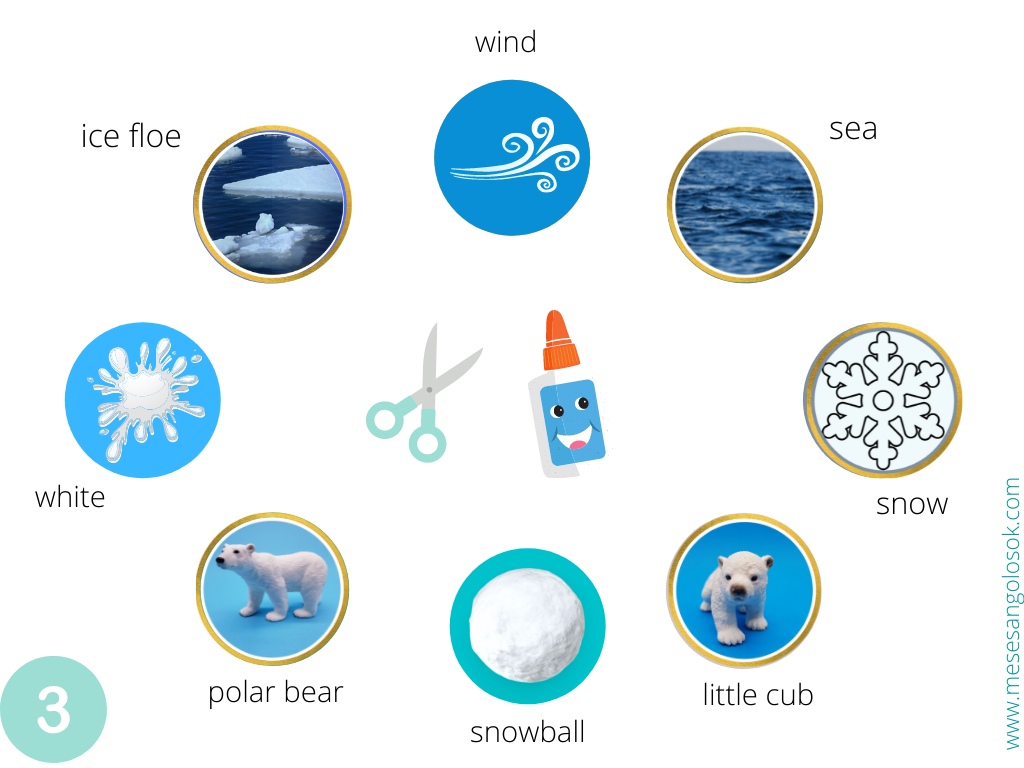 wind
ice floe
sea
white
snow
polar bear
little cub
snowball
3
www.mesesangolosok.com